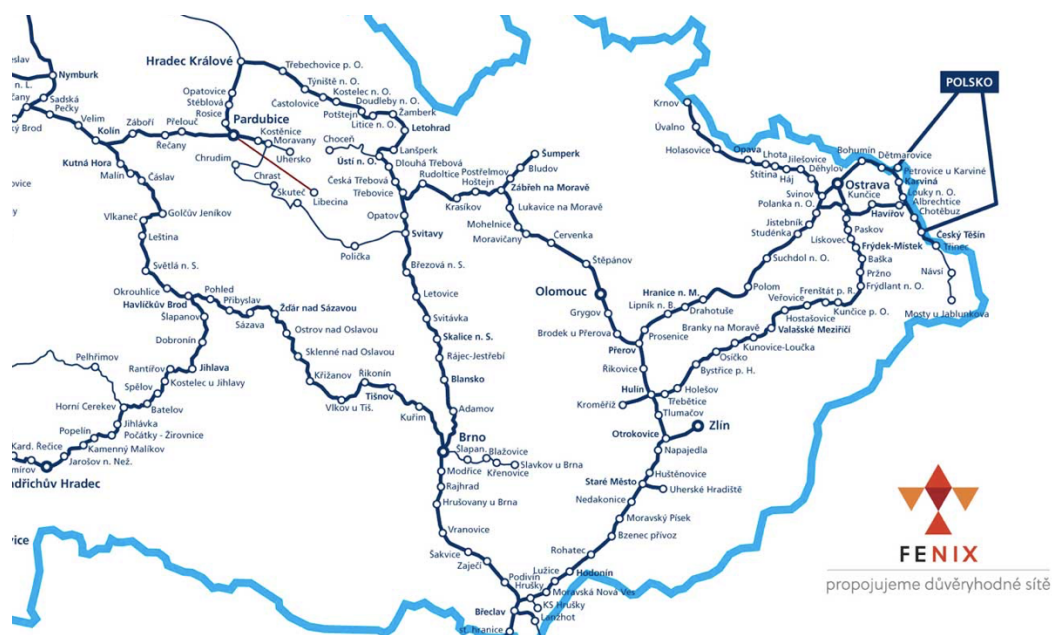 Nymburk
n. L.
Sadská
Pečky
Velim
Kolín
Kutná Hora
Malín
Čáslav
Záboří
Přelouč
Řečany
Hradec Králové
Opatovice
Stéblová
Rosice
Pardubice
Kostěnice
Moravany
Uhersko
Chrudim
Chrast
Skuteč
Libecina
Polička
Třebechovice p. O.
Týniště n. O.
Kostelec n. O.
Častolovice
Doudleby n. O.
Potštejn
Žamberk
Litice n. O.
Letohrad
Choceň
Lanšperk
Ústí n. O.
Dlouhá Třebová
Česká Třebová
Třebovice
Rudoltice
Opatov
Krasíkov
Hoštejn
Postřelmov
Šumperk
Bludov
Zábřeh na Moravě
Lukavice na Moravě
Mohelnice
Moravičany
Červenka
Štěpánov
Olomouc
Grygov
Brodek u Přerova
Přerov
Svitavy
Březová n. S.
Letovice
Svitávka
Skalice n. S.
Rájec-Jestřebí
Blansko
Adamov
Brno
Šlapan.
Blažovice
Křenovice
Slavkov u Brna
Modřice
Rajhrad
Hrušovany u Brna
Vranovice
Šakvice
Zaječí
Podivín
Břeclav
st. hranice
Lanžhot
KS Hrušky
Hrušky
Moravská Nová Ves
Lužice
Hodonín
Rohatec
Bzenec přívoz
Moravský Písek
Nedakonice
Staré Město
Uherské Hradiště
Huštěnovice
Napajedla
Otrokovice
Zlín
Tlumačov
Hulín
Třebětice
Kroměříž
Holešov
Říkovice
Bystřice p. H.
Osíčko
Kunovice-Loučka
Branky na Moravě
Valašské Meziříčí
Hostašovice
Veřovice
Kunčice p. O.
Frenštát p. R.
Frýdlant n. O.
Pržno
Baška
Frýdek-Místek
Lískovec
Paskov
Prosenice
Lipník n. B.
Drahotuše
Hranice n. M.
Polom
Suchdol n. O.
Studénka
Jistebník
Polanka n. O.
Svinov
Ostrava
Kunčice
Krnov
Úvalno
Holasovice
Opava
Štítina
Lhota
Háj
Jilešovice
Děhylov
Bohumín
Dětmarovice
Petrovice u Karviné
Karviná
Louky n. O.
Albrechtice
Chotěbuz
Havířov
Český Těšín
Třinec
Návsí
Mosty u Jablunkova
POLSKO
Golčův Jeníkov
Vlkaneč
Leština
Světlá n. S.
Okrouhlice
Havlíčkův Brod
Pohled
Přibyslav
Sázava
Žďár nad Sázavou
Ostrov nad Oslavou
Sklenné nad Oslavou
Křižanov
Vlkov u Tiš.
Řikonín
Tišnov
Kuřim
Šlapanov
Dobronín
Jihlava
Rantířov
Kostelec u Jihlavy
Spělov
Batelov
Pelhřimov
Horní Cerekev
Jihlávka
Počátky - Žirovnice
Popelín
Kamenný Malíkov
Jarošov n. Než.
Kard. Řečice
FENIX
propojujeme důvěryhodné sítě